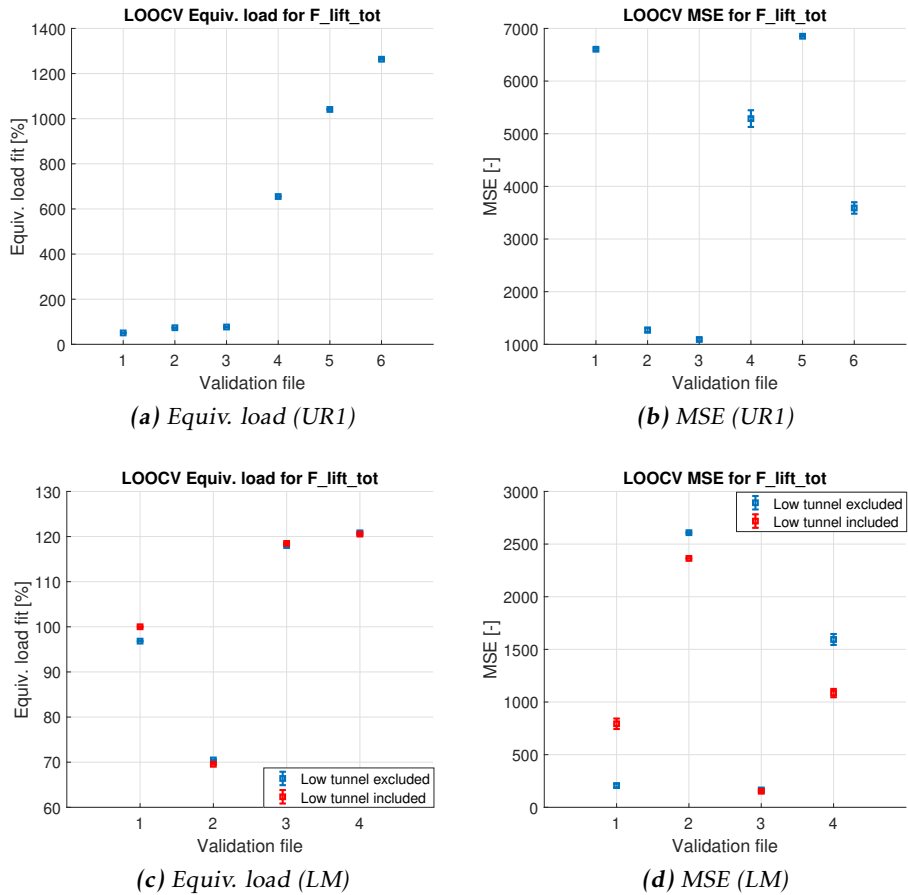 LOOCV Equiv. load for F_lift_tot
1400
1200
1000
800
600
400
200
0
Equiv. load fit [%]
1 2 3 4 5 6
Validation file
(a) Equiv. load (UR1)
LOOCV MSE for F_lift_tot
7000
6000
5000
4000
3000
2000
1000
MSE [-]
1 2 3 4 5 6
Validation file
(b) MSE (UR1)
LOOCV Equiv. load for F_lift_tot
130
120
110
100
90
80
70
60
Equiv. load fit [%]
Low tunnel excluded
Low tunnel included
1 2 3 4
Validation file
(c) Equiv. load (LM)
LOOCV MSE for F_lift_tot
3000
2500
2000
1500
1000
500
0
MSE [-]
Low tunnel excluded
Low tunnel included
1 2 3 4
Validation file
(d) MSE (LM)